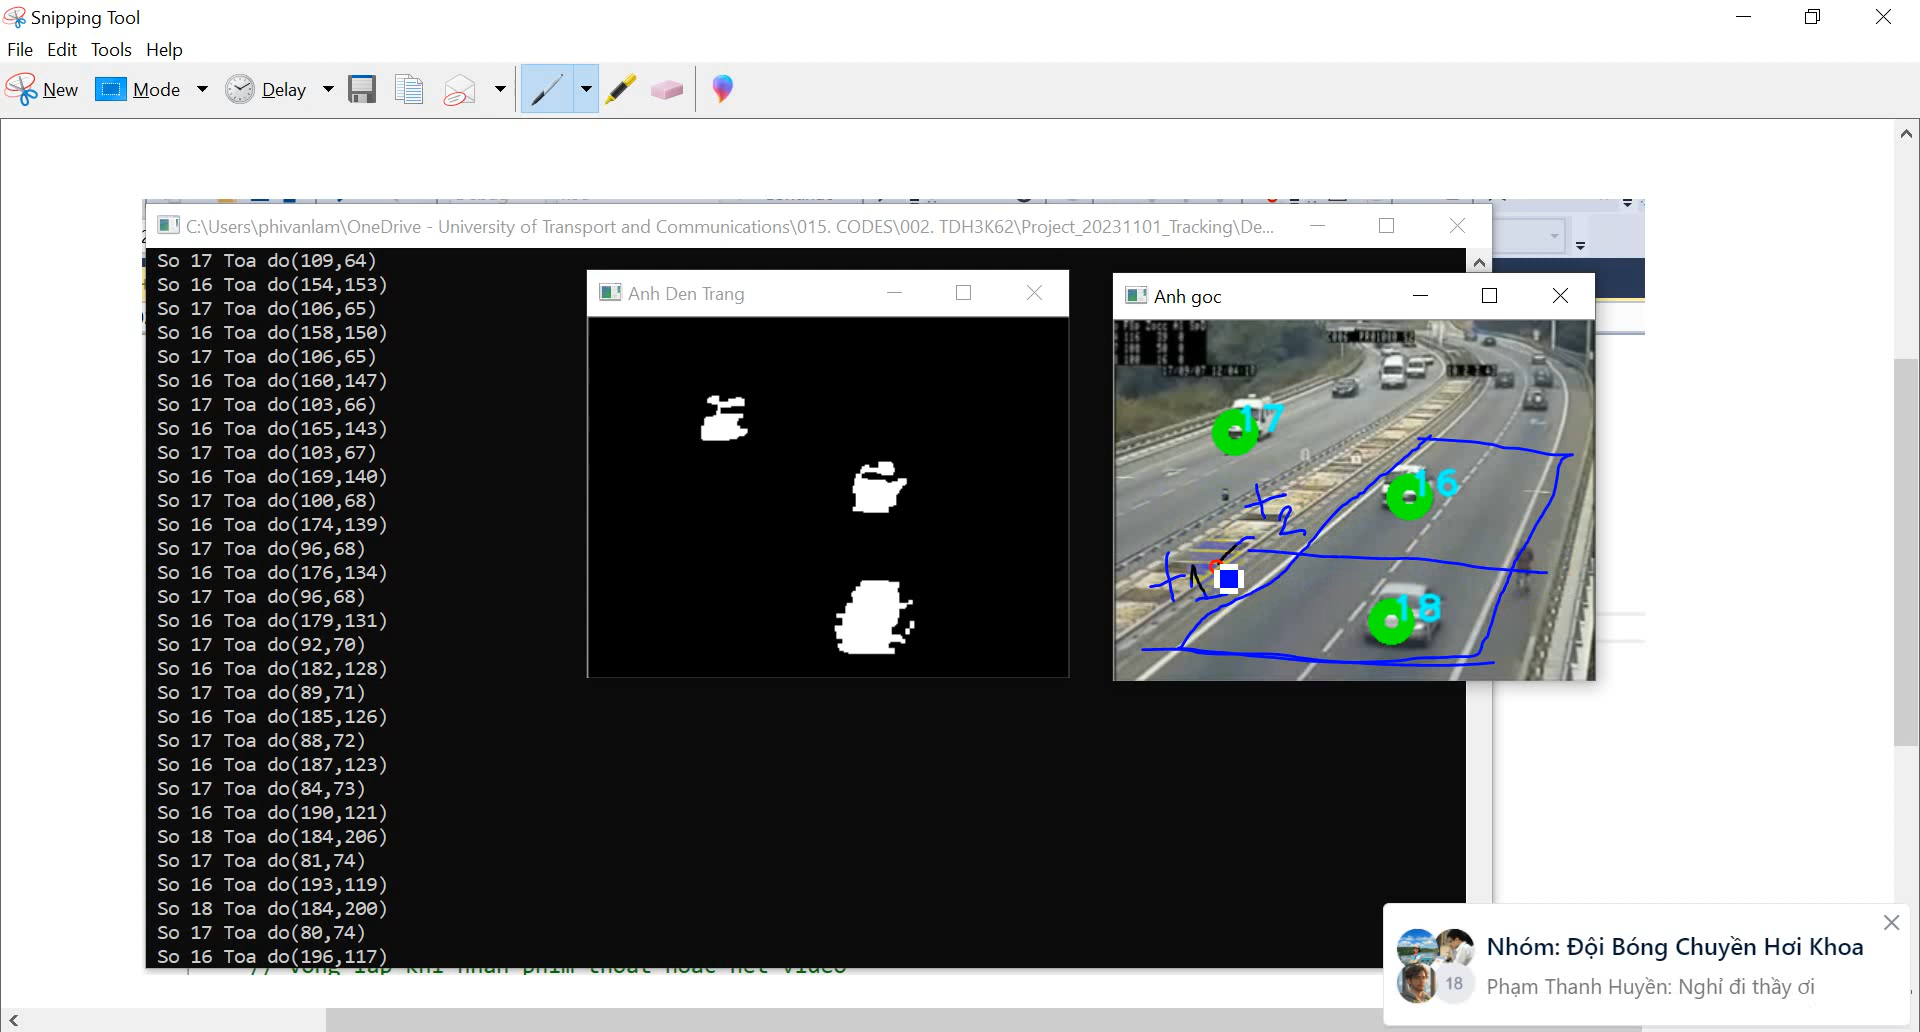 Snipping Tool
File Edit Tools Help
New Mode Delay
C:\Users\phivanlam\OneDrive - University of Transport and Communications\015. CODES\002. TDH3K62\Project_20231101_Tracking\De...
So 17 Toa do(109,64)
So 16 Toa do(154,153)
So 17 Toa do(106,65)
So 16 Toa do(158,150)
So 17 Toa do(106,65)
So 16 Toa do(160,147)
So 17 Toa do(103,66)
So 16 Toa do(165,143)
So 17 Toa do(103,67)
So 16 Toa do(169,140)
So 17 Toa do(100,68)
So 16 Toa do(174,139)
So 17 Toa do(96,68)
So 16 Toa do(176,134)
So 17 Toa do(96,68)
So 16 Toa do(179,131)
So 17 Toa do(92,70)
So 16 Toa do(182,128)
So 17 Toa do(89,71)
So 16 Toa do(185,126)
So 17 Toa do(88,72)
So 16 Toa do(187,123)
So 17 Toa do(84,73)
So 16 Toa do(190,121)
So 18 Toa do(184,206)
So 17 Toa do(81,74)
So 16 Toa do(193,119)
So 18 Toa do(184,200)
So 17 Toa do(80,74)
So 16 Toa do(196,117)
Anh Den Trang
Anh goc
17
16
t2
t1
18
Nhóm: Đội Bóng Chuyền Hơi Khoa
18
Phạm Thanh Huyền: Nghỉ đi thầy ơi